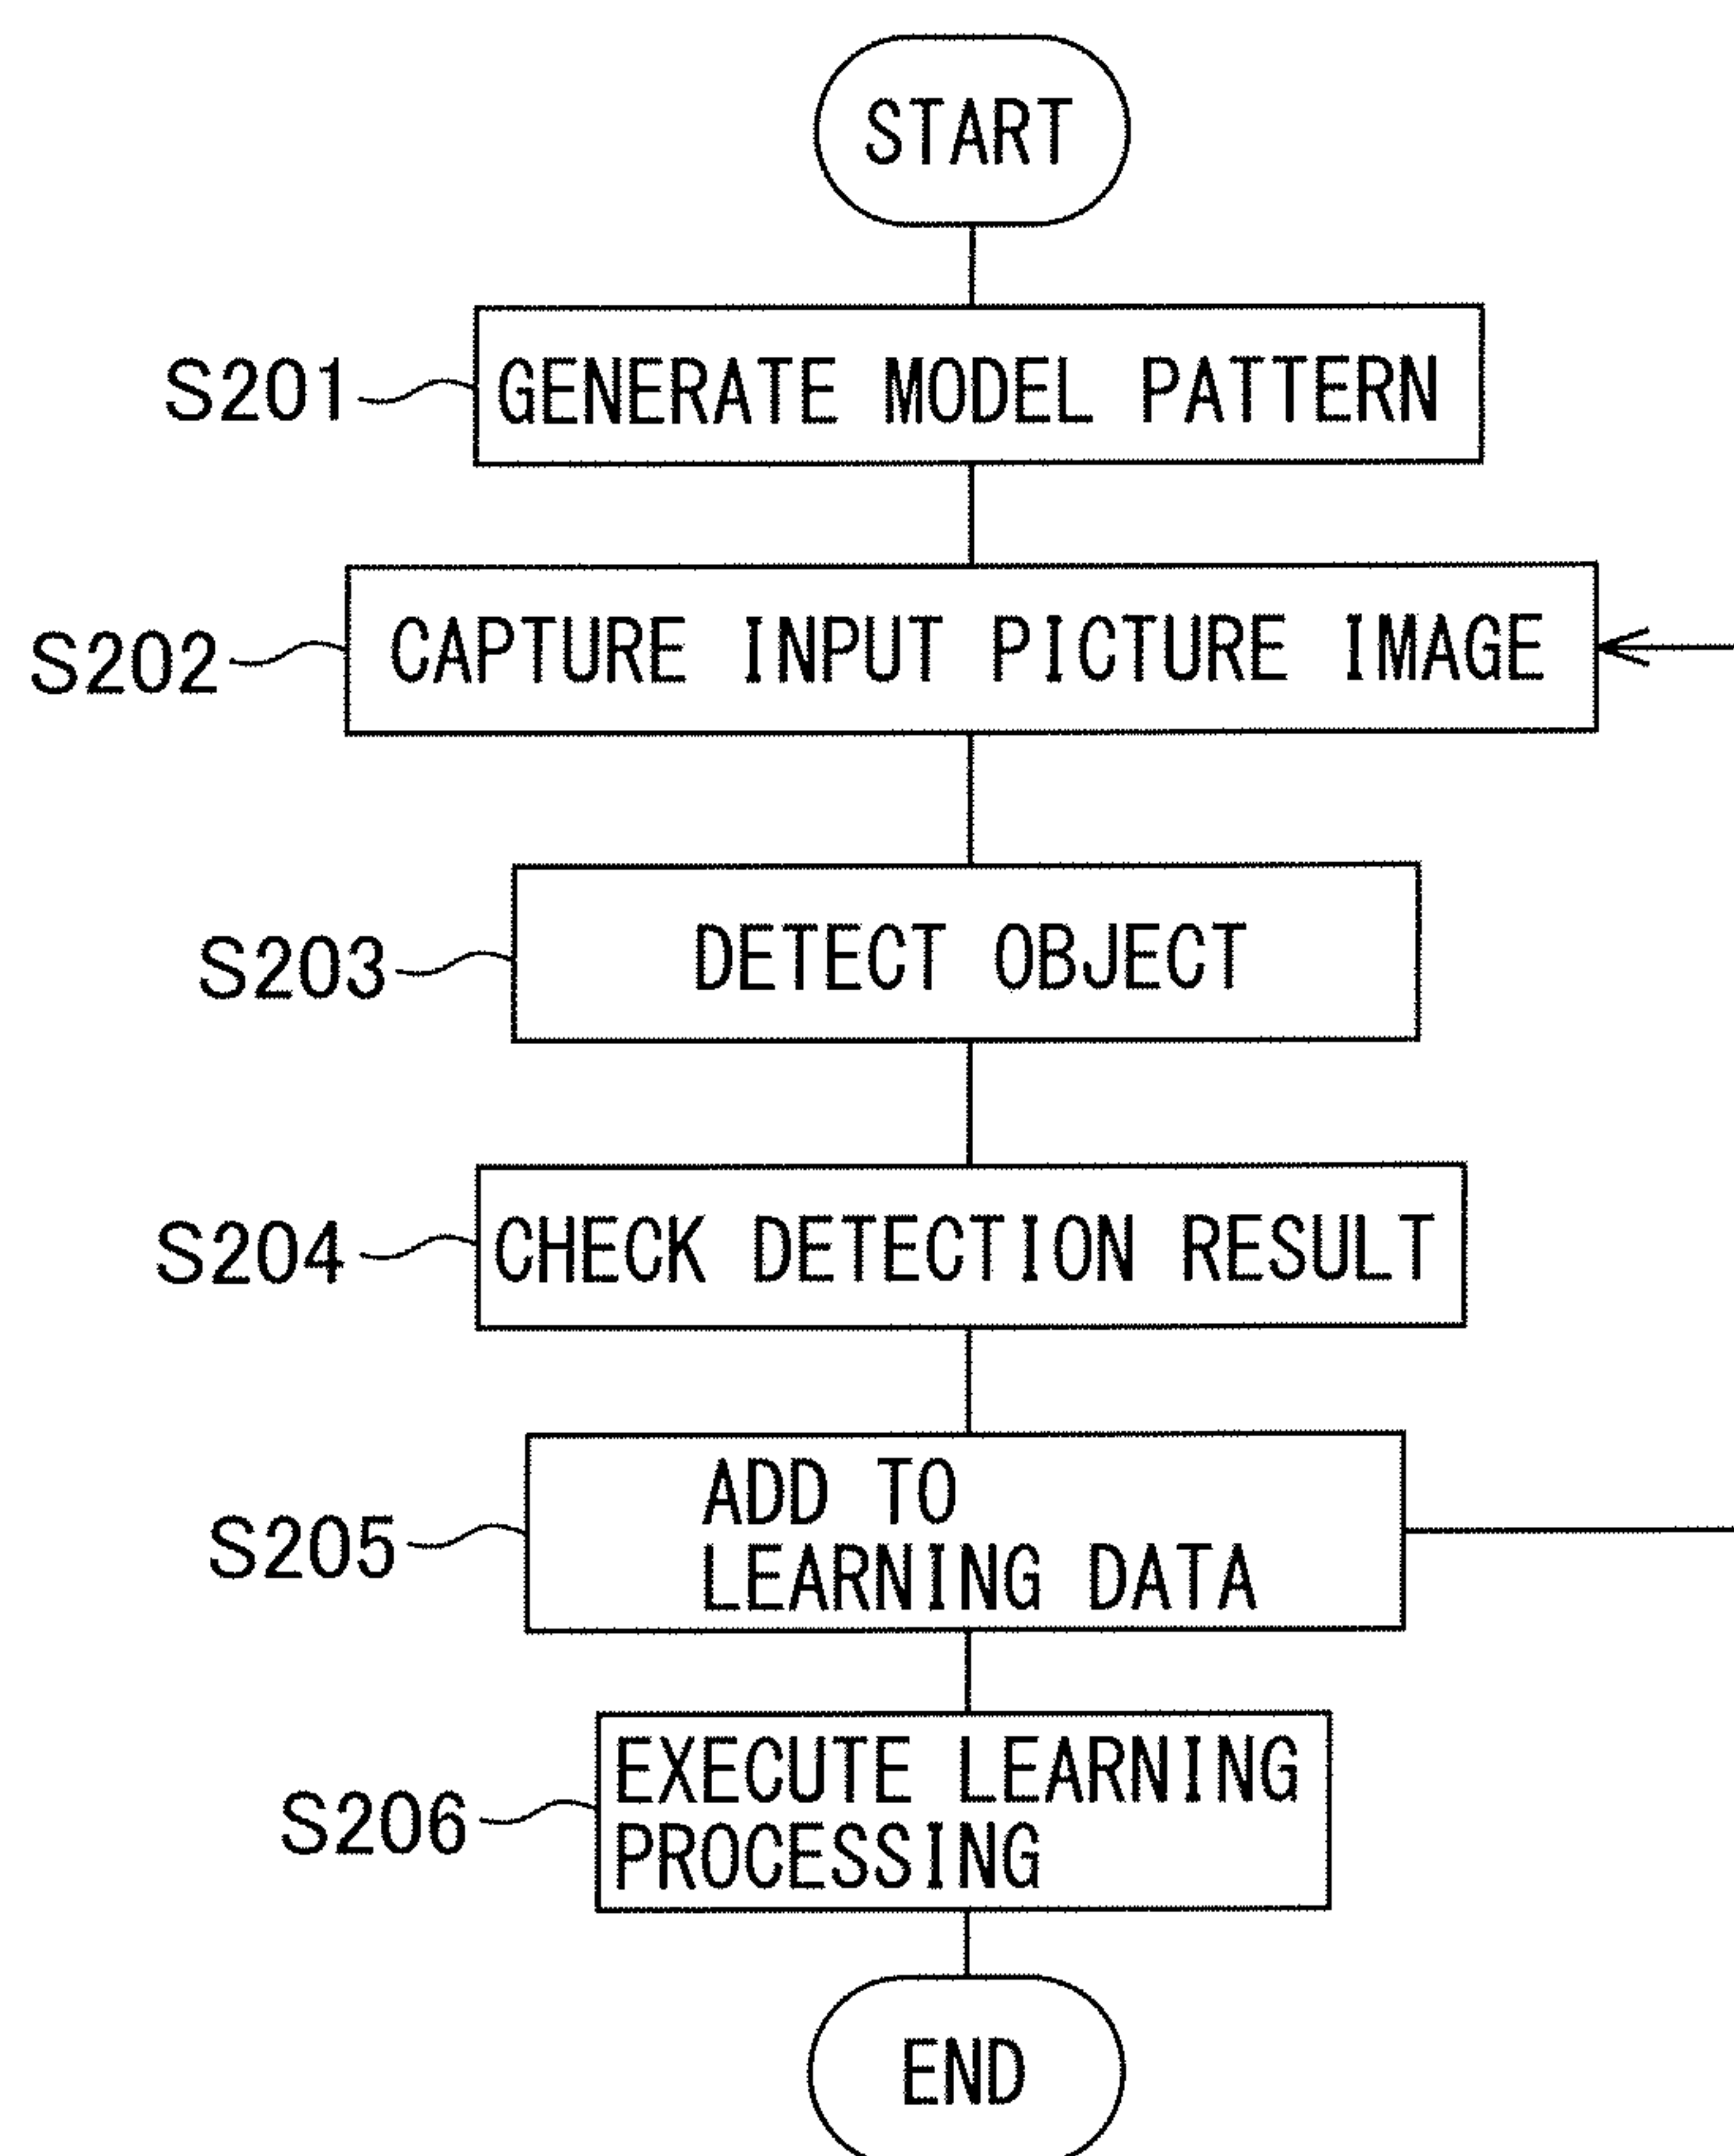 START
S201 GENERATE MODEL PATTERN
S202 CAPTURE INPUT PICTURE IMAGE
S203 DETECT OBJECT
S204 CHECK DETECTION RESULT
S205 ADD TO
LEARNING DATA
S206 EXECUTE LEARNING
PROCESSING
END